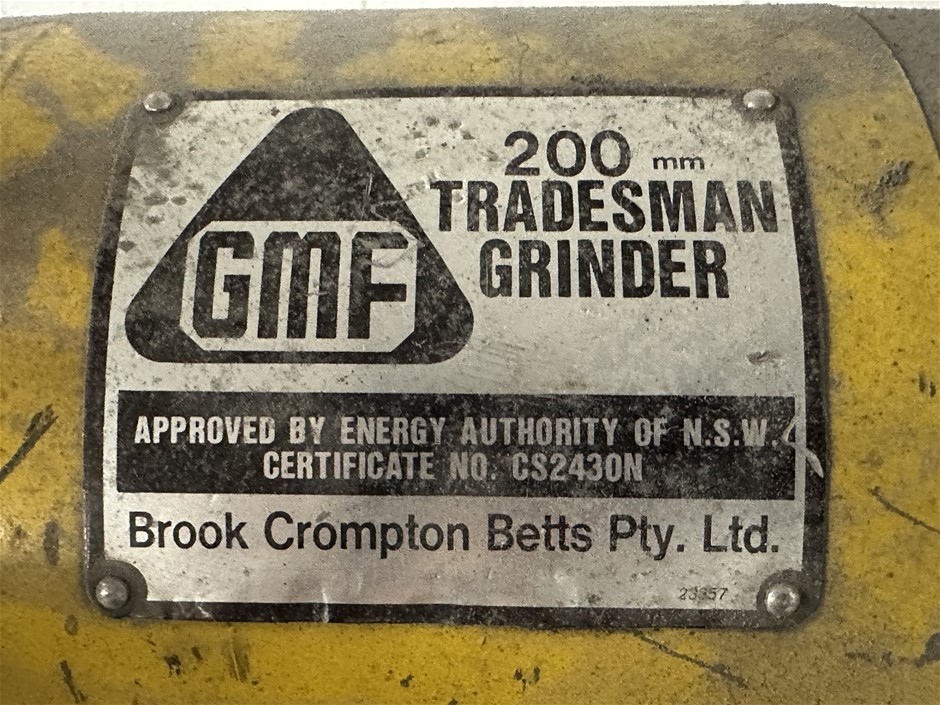 GMF
200 mm
TRADESMAN
GRINDER
APPROVED BY ENERGY AUTHORITY OF N.S.W.
CERTIFICATE NO. CS2430N
Brook Crompton Betts Pty. Ltd.
23357